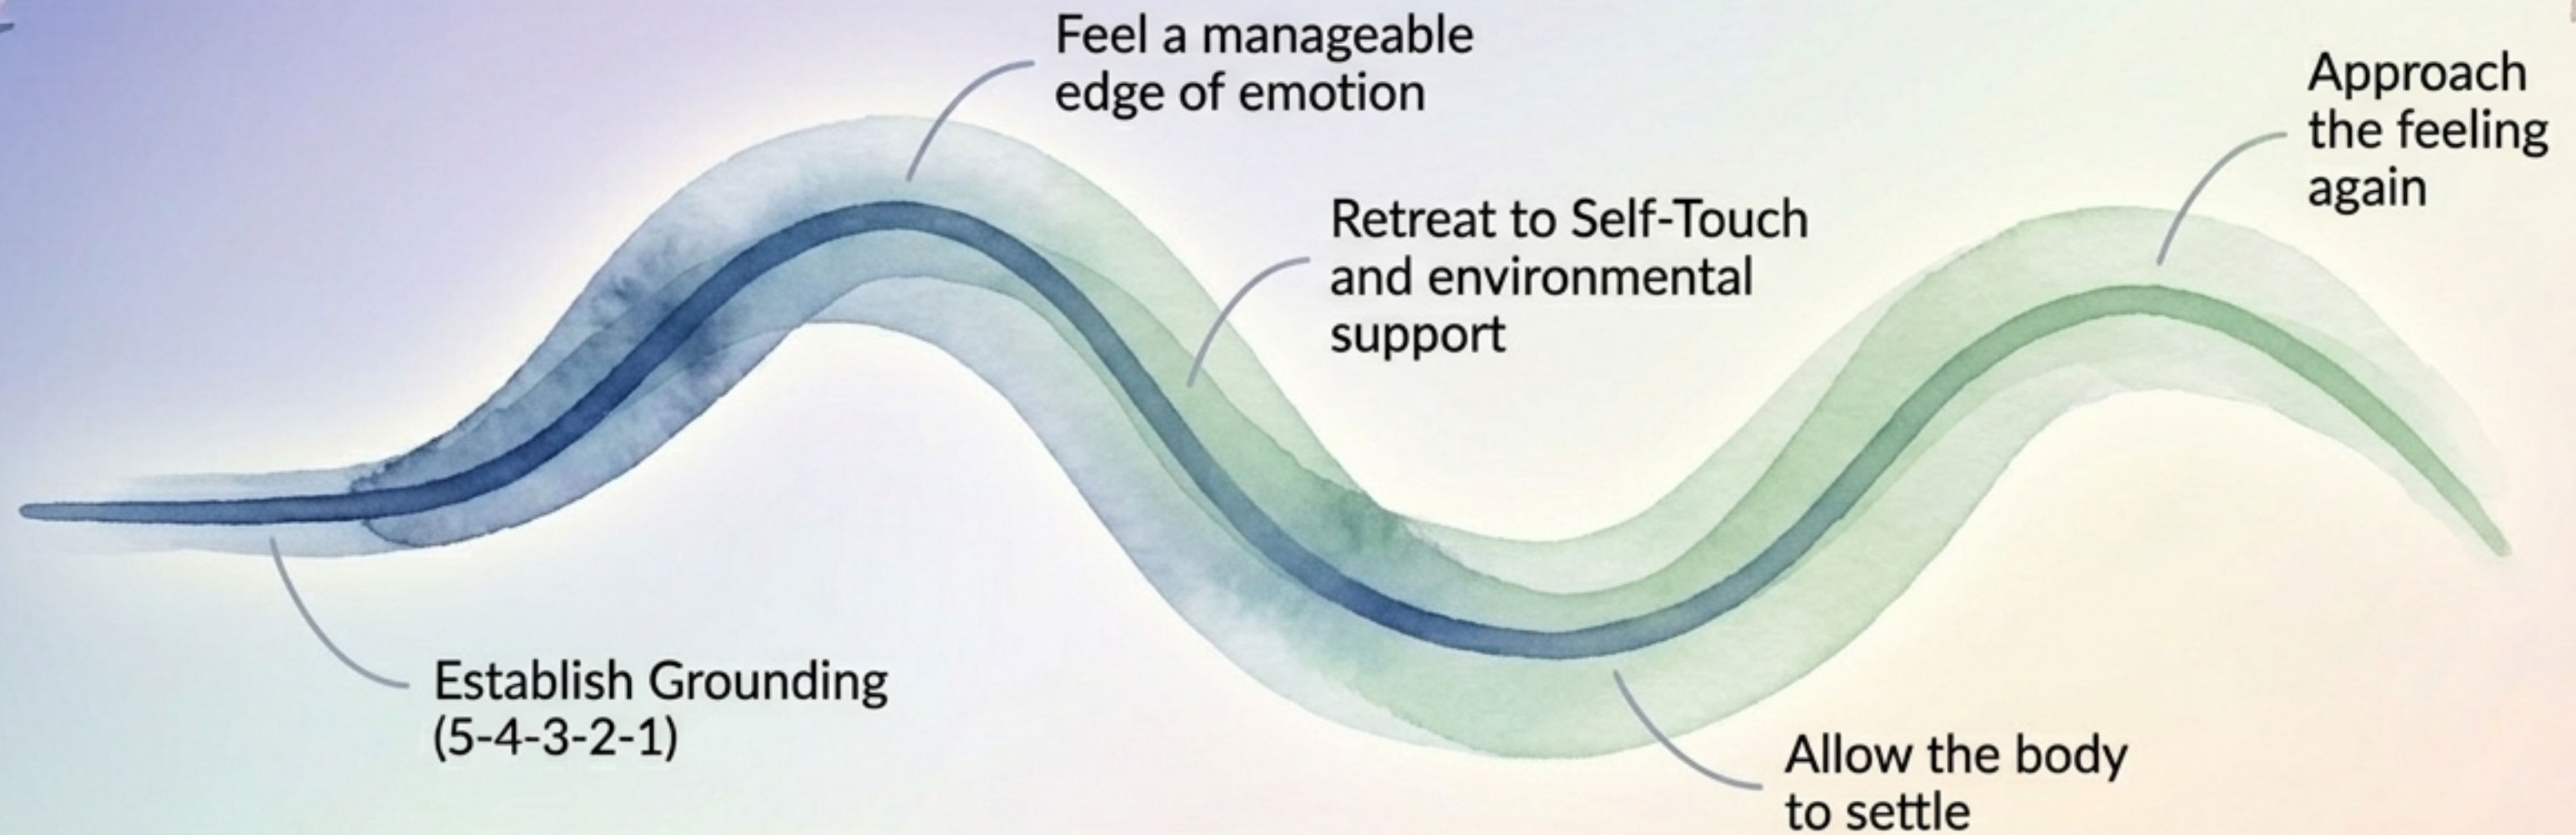 Feel a manageable
edge of emotion
Approach
the feeling
again
Retreat to Self-Touch
and environmental
support
Establish Grounding
(5-4-3-2-1)
Allow the body
to settle